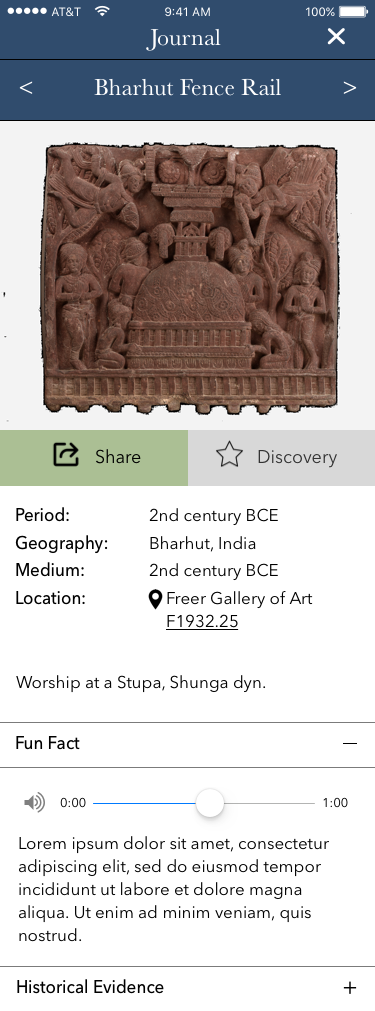 AT&T 9:41 AM 100%
Journal ✕
< Bharhut Fence Rail >
Share Discovery
Period: 2nd century BCE
Geography: Bharhut, India
Medium: 2nd century BCE
Location: Freer Gallery of Art
F1932.25
Worship at a Stupa, Shunga dyn.
Fun Fact —
0:00 1:00
Lorem ipsum dolor sit amet, consectetur
adipiscing elit, sed do eiusmod tempor
incididunt ut labore et dolore magna
aliqua. Ut enim ad minim veniam, quis
nostrud.
Historical Evidence +